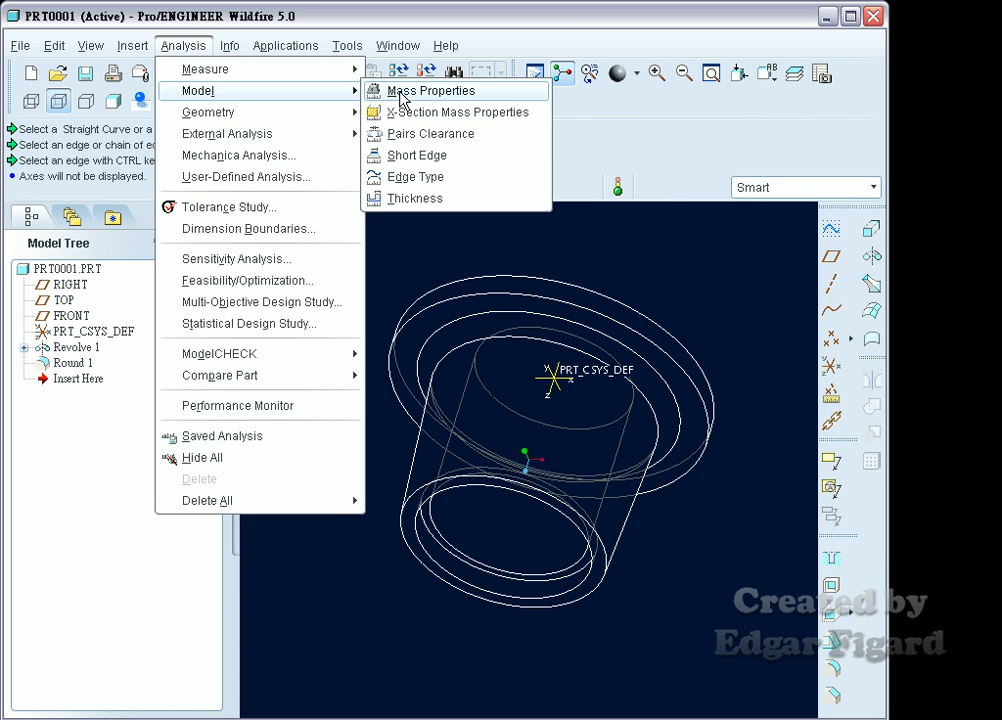 PRT0001 (Active) - Pro/ENGINEER Wildfire 5.0
File Edit View Insert Analysis Info Applications Tools Window Help
Measure
Model
Geometry
External Analysis
Mechanica Analysis...
User-Defined Analysis...
Tolerance Study...
Dimension Boundaries...
Sensitivity Analysis...
Feasibility/Optimization...
Multi-Objective Design Study...
Statistical Design Study...
ModelCHECK
Compare Part
Performance Monitor
Saved Analysis
Hide All
Delete
Delete All
Mass Properties
X-Section Mass Properties
Pairs Clearance
Short Edge
Edge Type
Thickness
Select a Straight Curve or a
Select an edge or chain of e
Select an edge with CTRL ke
Axes will not be displayed.
Smart
Model Tree
PRT0001.PRT
RIGHT
TOP
FRONT
PRT_CSYS_DEF
Revolve 1
Round 1
Insert Here
Y PRT_CSYS_DEF
X
Z
Created by
Edgar Figard